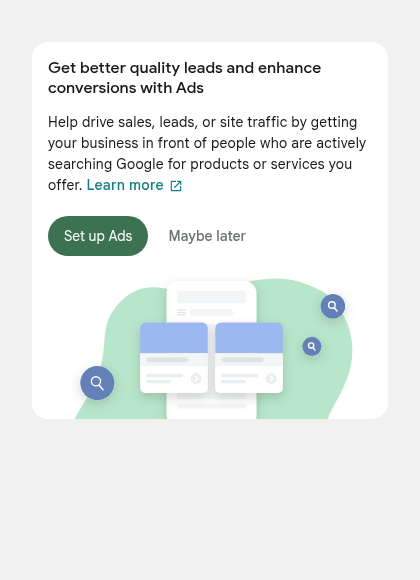 Get better quality leads and enhance
conversions with Ads
Help drive sales, leads, or site traffic by getting
your business in front of people who are actively
searching Google for products or services you
offer. Learn more
Set up Ads
Maybe later